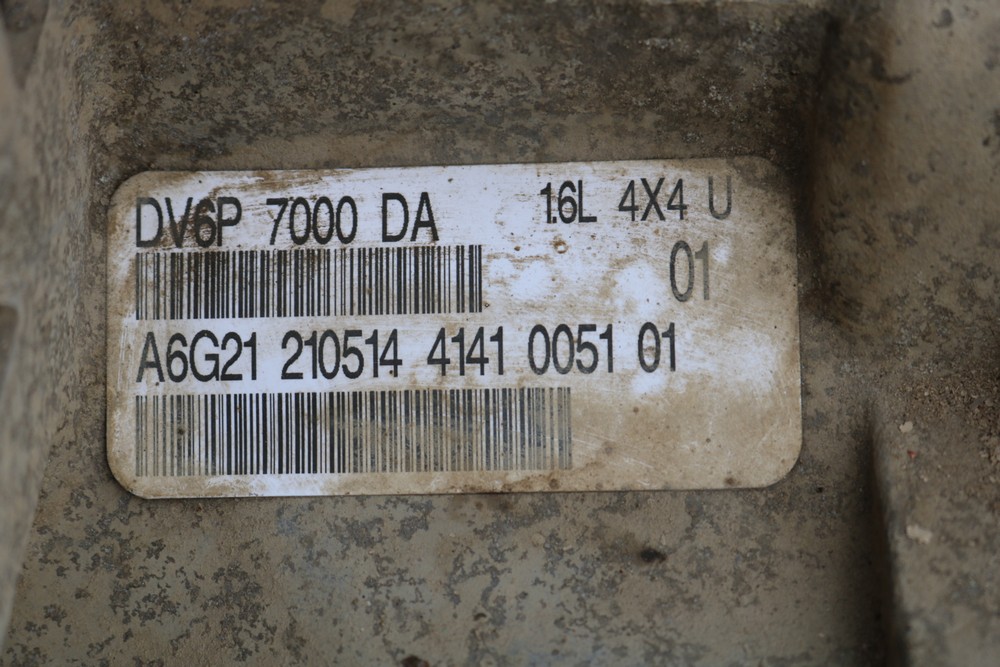 DV6P 7000 DA 1.6L 4X4 U
01
A6G21 210514 4141 0051 01